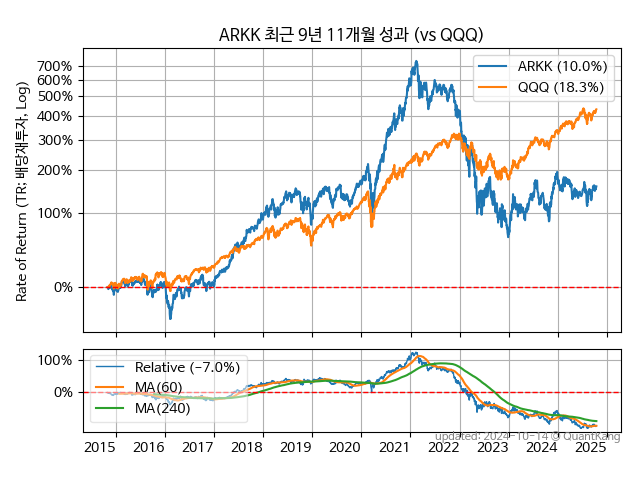 ARKK 최근 9년 11개월 성과 (vs QQQ)
Rate of Return (TR: 배당재투자, Log)
700%
600%
500%
400%
300%
200%
100%
0%
ARKK (10.0%)
QQQ (18.3%)
100%
0%
Relative (-7.0%)
MA(60)
MA(240)
updated: 2024-10-14 © QuantKang
2015 2016 2017 2018 2019 2020 2021 2022 2023 2024 2025